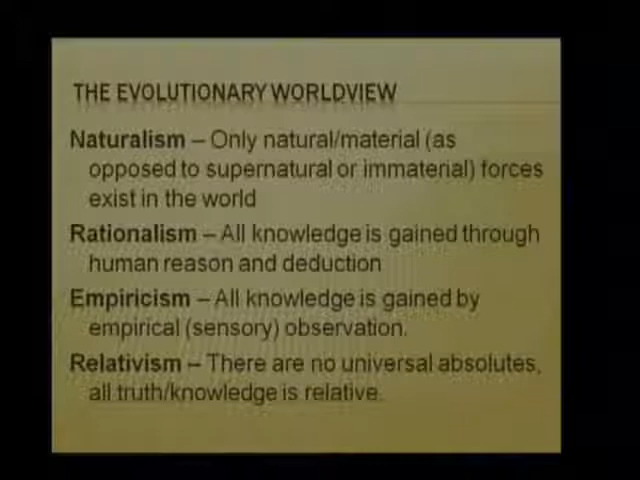 THE EVOLUTIONARY WORLDVIEW
Naturalism – Only natural/material (as
opposed to supernatural or immaterial) forces
exist in the world
Rationalism – All knowledge is gained through
human reason and deduction
Empiricism – All knowledge is gained by
empirical (sensory) observation.
Relativism – There are no universal absolutes,
all truth/knowledge is relative.